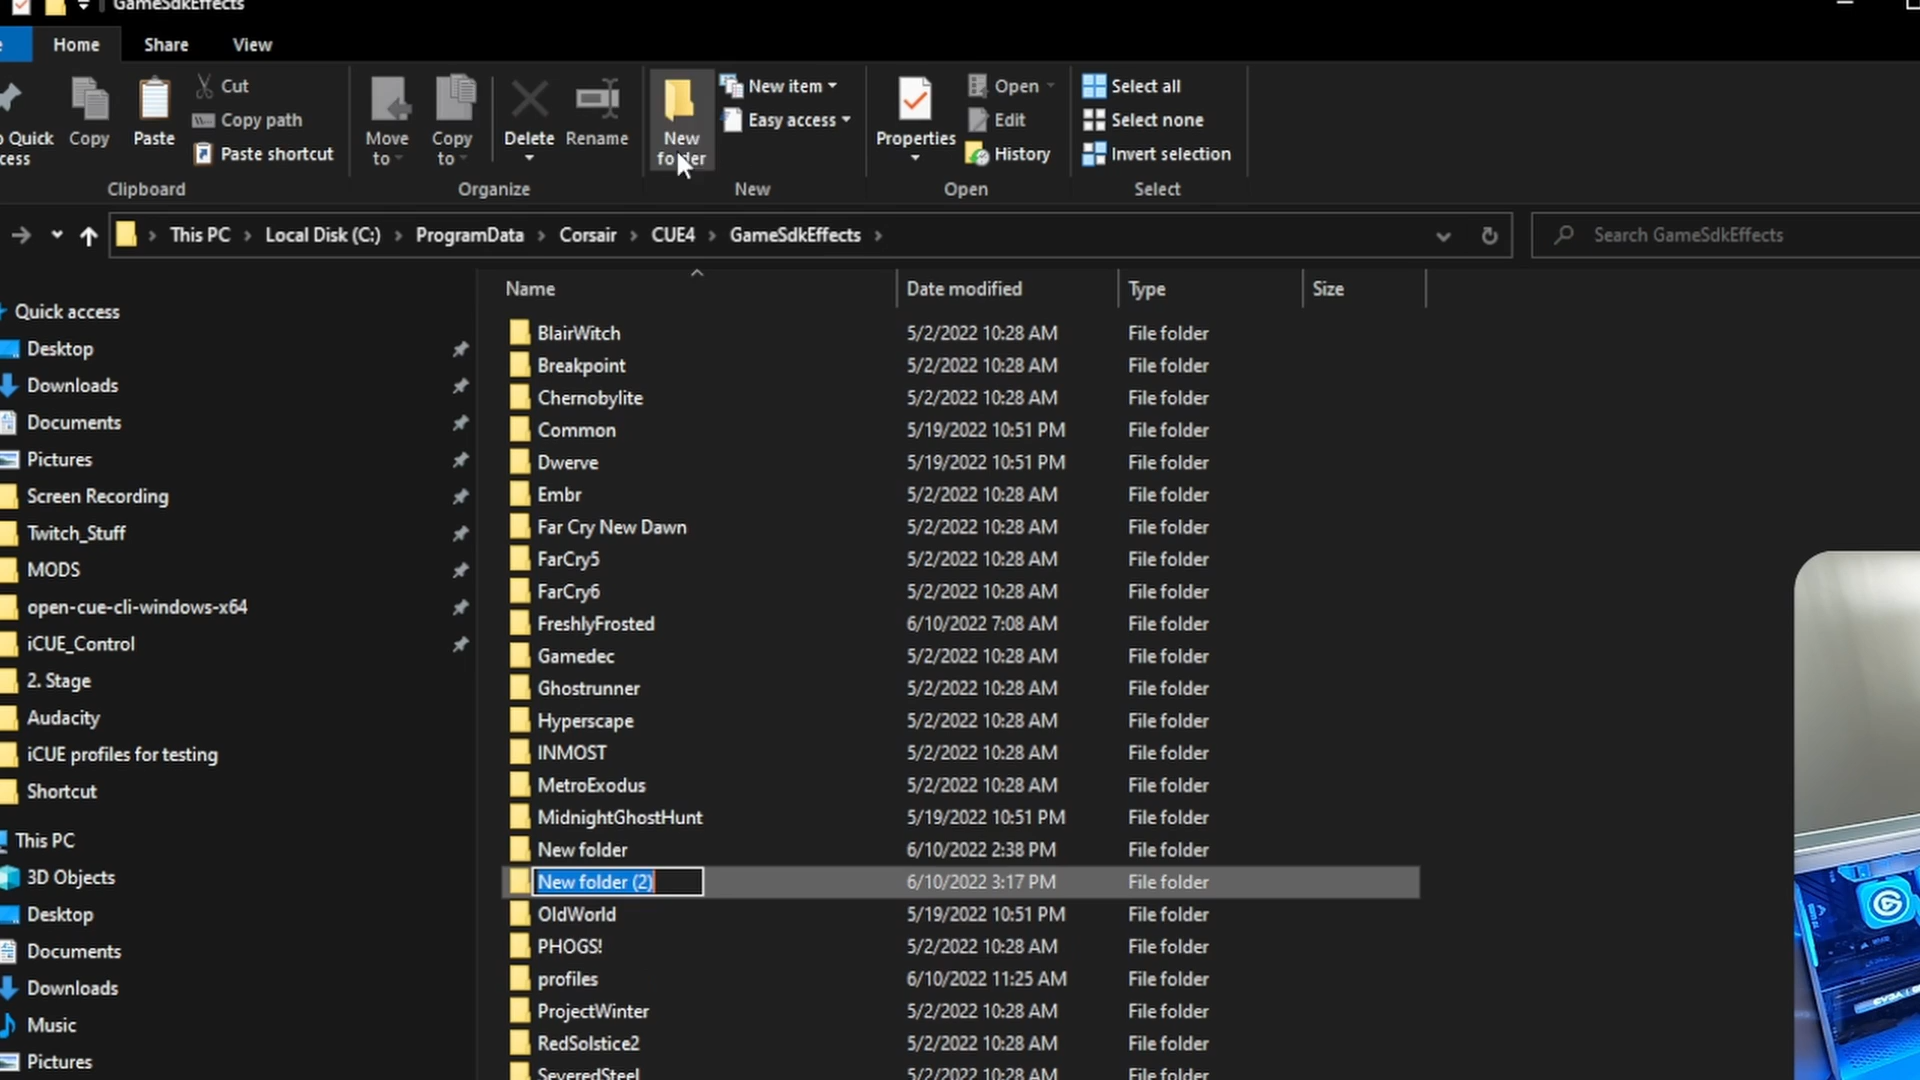 GameSdkEffects
Home Share View
Quick
Copy
Paste
Cut
Copy path
Paste shortcut
Move to
Copy to
Delete
Rename
New folder
New item
Easy access
Properties
Open
Edit
History
Select all
Select none
Invert selection
Clipboard Organize New Open Select
This PC Local Disk (C:) ProgramData Corsair CUE4 GameSdkEffects
Search GameSdkEffects
Name Date modified Type Size
Quick access
Desktop
Downloads
Documents
Pictures
Screen Recording
Twitch_Stuff
MODS
open-cue-cli-windows-x64
iCUE_Control
2. Stage
Audacity
iCUE profiles for testing
Shortcut
This PC
3D Objects
Desktop
Documents
Downloads
Music
Pictures
BlairWitch 5/2/2022 10:28 AM File folder
Breakpoint 5/2/2022 10:28 AM File folder
Chernobylite 5/2/2022 10:28 AM File folder
Common 5/19/2022 10:51 PM File folder
Dwerve 5/19/2022 10:51 PM File folder
Embr 5/2/2022 10:28 AM File folder
Far Cry New Dawn 5/2/2022 10:28 AM File folder
FarCry5 5/2/2022 10:28 AM File folder
FarCry6 5/2/2022 10:28 AM File folder
FreshlyFrosted 6/10/2022 7:08 AM File folder
Gamedec 5/2/2022 10:28 AM File folder
Ghostrunner 5/2/2022 10:28 AM File folder
Hyperscape 5/2/2022 10:28 AM File folder
INMOST 5/2/2022 10:28 AM File folder
MetroExodus 5/2/2022 10:28 AM File folder
MidnightGhostHunt 5/19/2022 10:51 PM File folder
New folder 6/10/2022 2:38 PM File folder
New folder (2) 6/10/2022 3:17 PM File folder
OldWorld 5/19/2022 10:51 PM File folder
PHOGS! 5/2/2022 10:28 AM File folder
profiles 6/10/2022 11:25 AM File folder
ProjectWinter 5/2/2022 10:28 AM File folder
RedSolstice2 5/2/2022 10:28 AM File folder
SeveredSteel 5/2/2022 10:28 AM File folder
EVGA